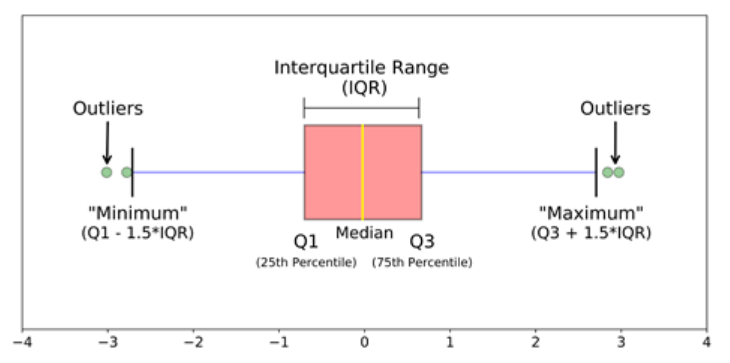 Interquartile Range
(IQR)
Outliers
Outliers
"Minimum"
(Q1 - 1.5*IQR)
"Maximum"
(Q3 + 1.5*IQR)
Median
Q1
Q3
(25th Percentile)
(75th Percentile)
−4 −3 −2 −1 0 1 2 3 4